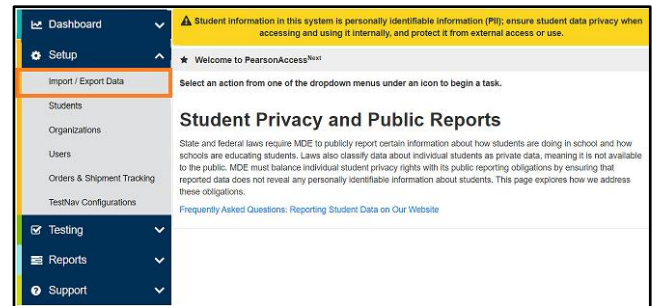 Dashboard
Setup
Import / Export Data
Students
Organizations
Users
Orders & Shipment Tracking
TestNav Configurations
Testing
Reports
Support
Student information in this system is personally identifiable information (PII); ensure student data privacy when
accessing and using it internally, and protect it from external access or use.
Welcome to PearsonAccessNext
Select an action from one of the dropdown menus under an icon to begin a task.
Student Privacy and Public Reports
State and federal laws require MDE to publicly report certain information about how students are doing in school and how
schools are educating students. Laws also classify data about individual students as private data, meaning it is not available
to the public. MDE must balance individual student privacy rights with its public reporting obligations by ensuring that
reported data does not reveal any personally identifiable information about students. This page explores how we address
these obligations.
Frequently Asked Questions: Reporting Student Data on Our Website